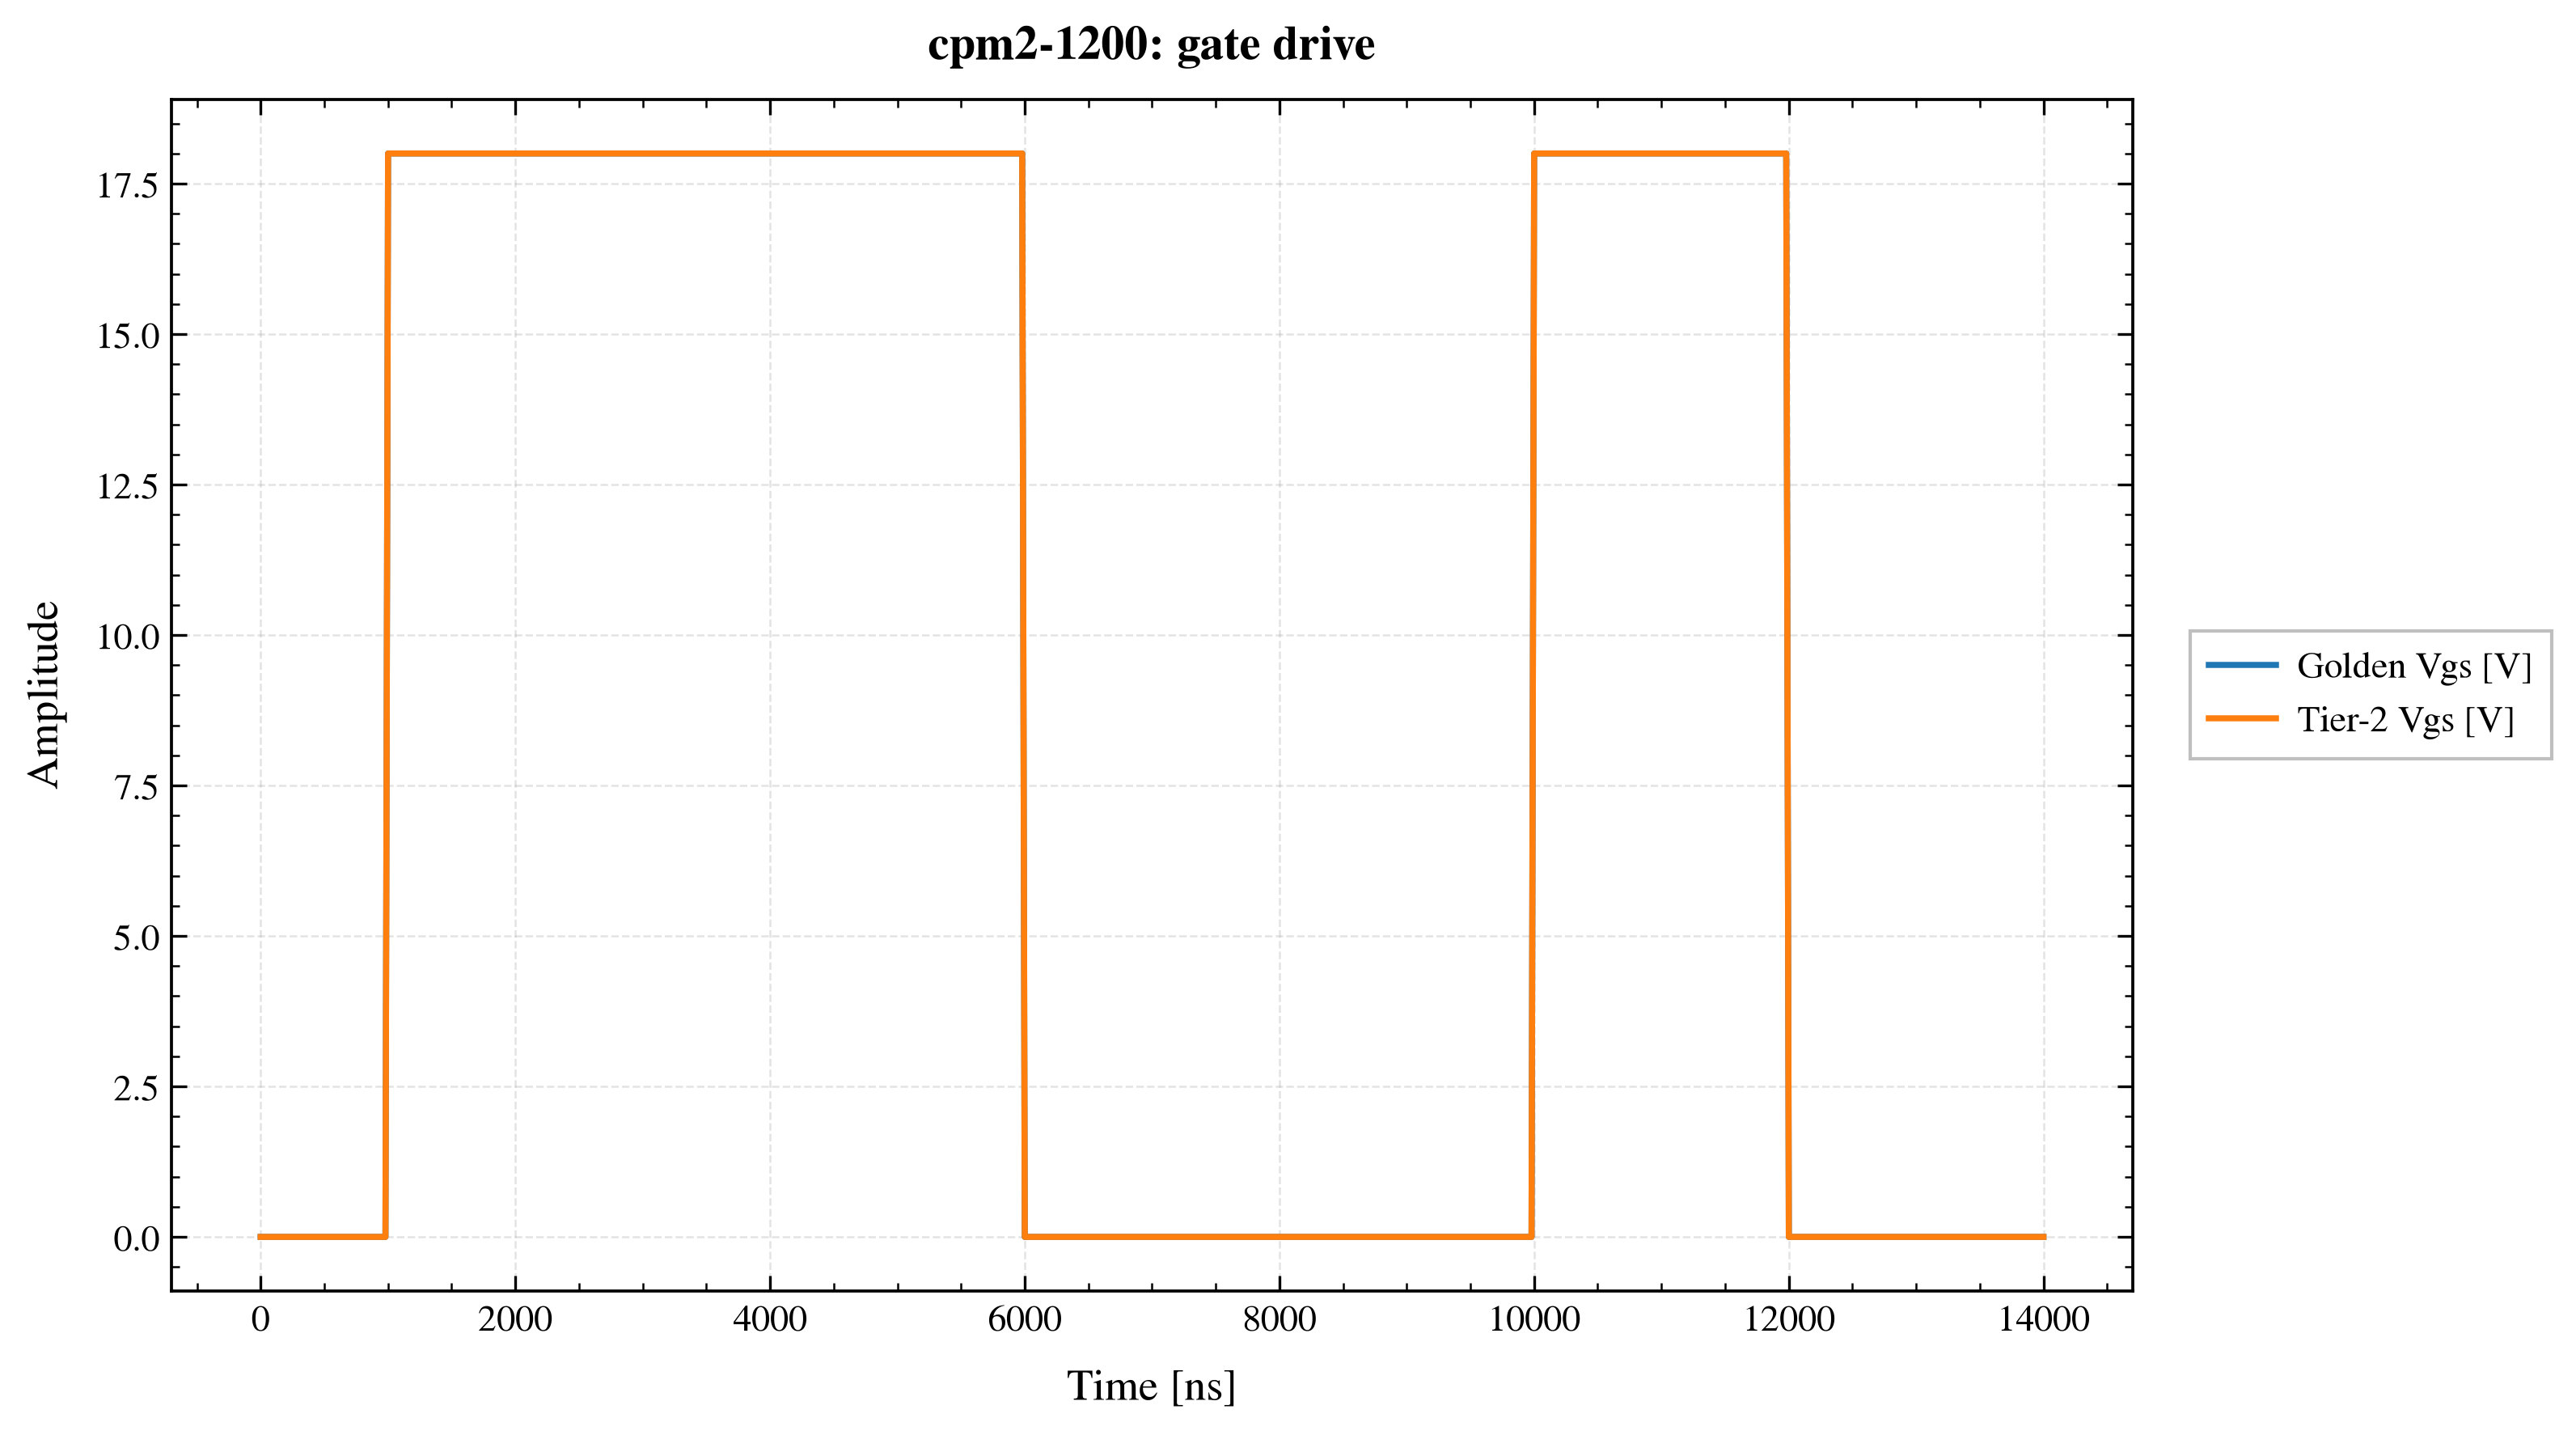 cpm2-1200: gate drive
Amplitude
17.5
15.0
12.5
10.0
7.5
5.0
2.5
0.0
0 2000 4000 6000 8000 10000 12000 14000
Time [ns]
Golden Vgs [V]
Tier-2 Vgs [V]